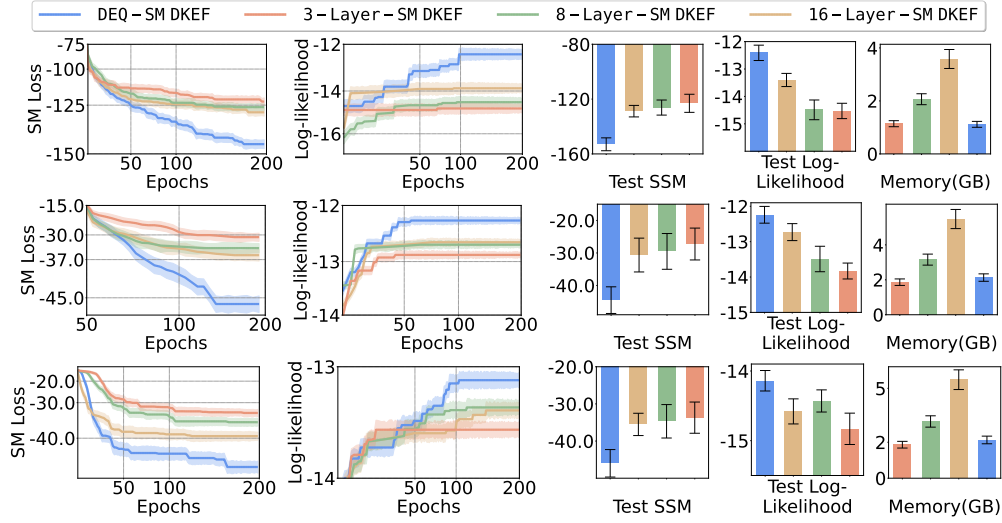 DEQ-SM DKEF 3-Layer-SM DKEF 8-Layer-SM DKEF 16-Layer-SM DKEF
-75
-100
-125
-150
SM Loss
50 100 200
Epochs
-12
-14
-16
Log-likelihood
50 100 200
Epochs
-80
-120
-160
Test SSM
-12
-13
-14
-15
Test Log-
Likelihood
4
2
0
Memory(GB)
-15.0
-30.0
-37.0
-45.0
SM Loss
50 100 200
Epochs
-12
-13
-14
Log-likelihood
50 100 200
Epochs
-20.0
-30.0
-40.0
Test SSM
-12
-13
-14
-15
Test Log-
Likelihood
4
2
0
Memory(GB)
-20.0
-30.0
-40.0
SM Loss
50 100 200
Epochs
-13
-14
Log-likelihood
50 100 200
Epochs
-20.0
-30.0
-40.0
Test SSM
-14
-15
Test Log-
Likelihood
5
2
0
Memory(GB)